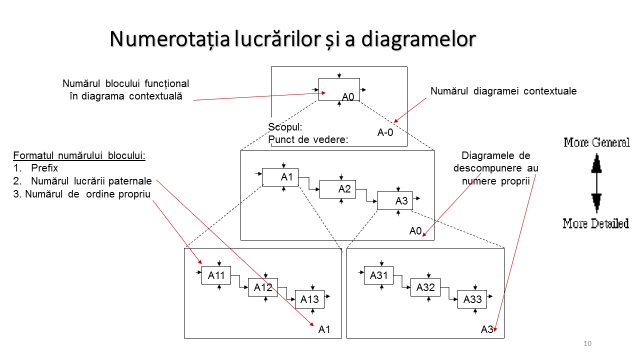 Numerotația lucrărilor și a diagramelor
Numărul blocului funcțional
în diagrama contextuală
A0
Numărul diagramei contextuale
Scopul:
Punct de vedere:
A-0
Formatul numărului blocului:
1. Prefix
2. Numărul lucrării paternale
3. Numărul de ordine propriu
A1
A2
A3
A0
Diagramele de
descompunere au
numere proprii
More General
More Detailed
A11
A12
A13
A1
A31
A32
A33
A3
10